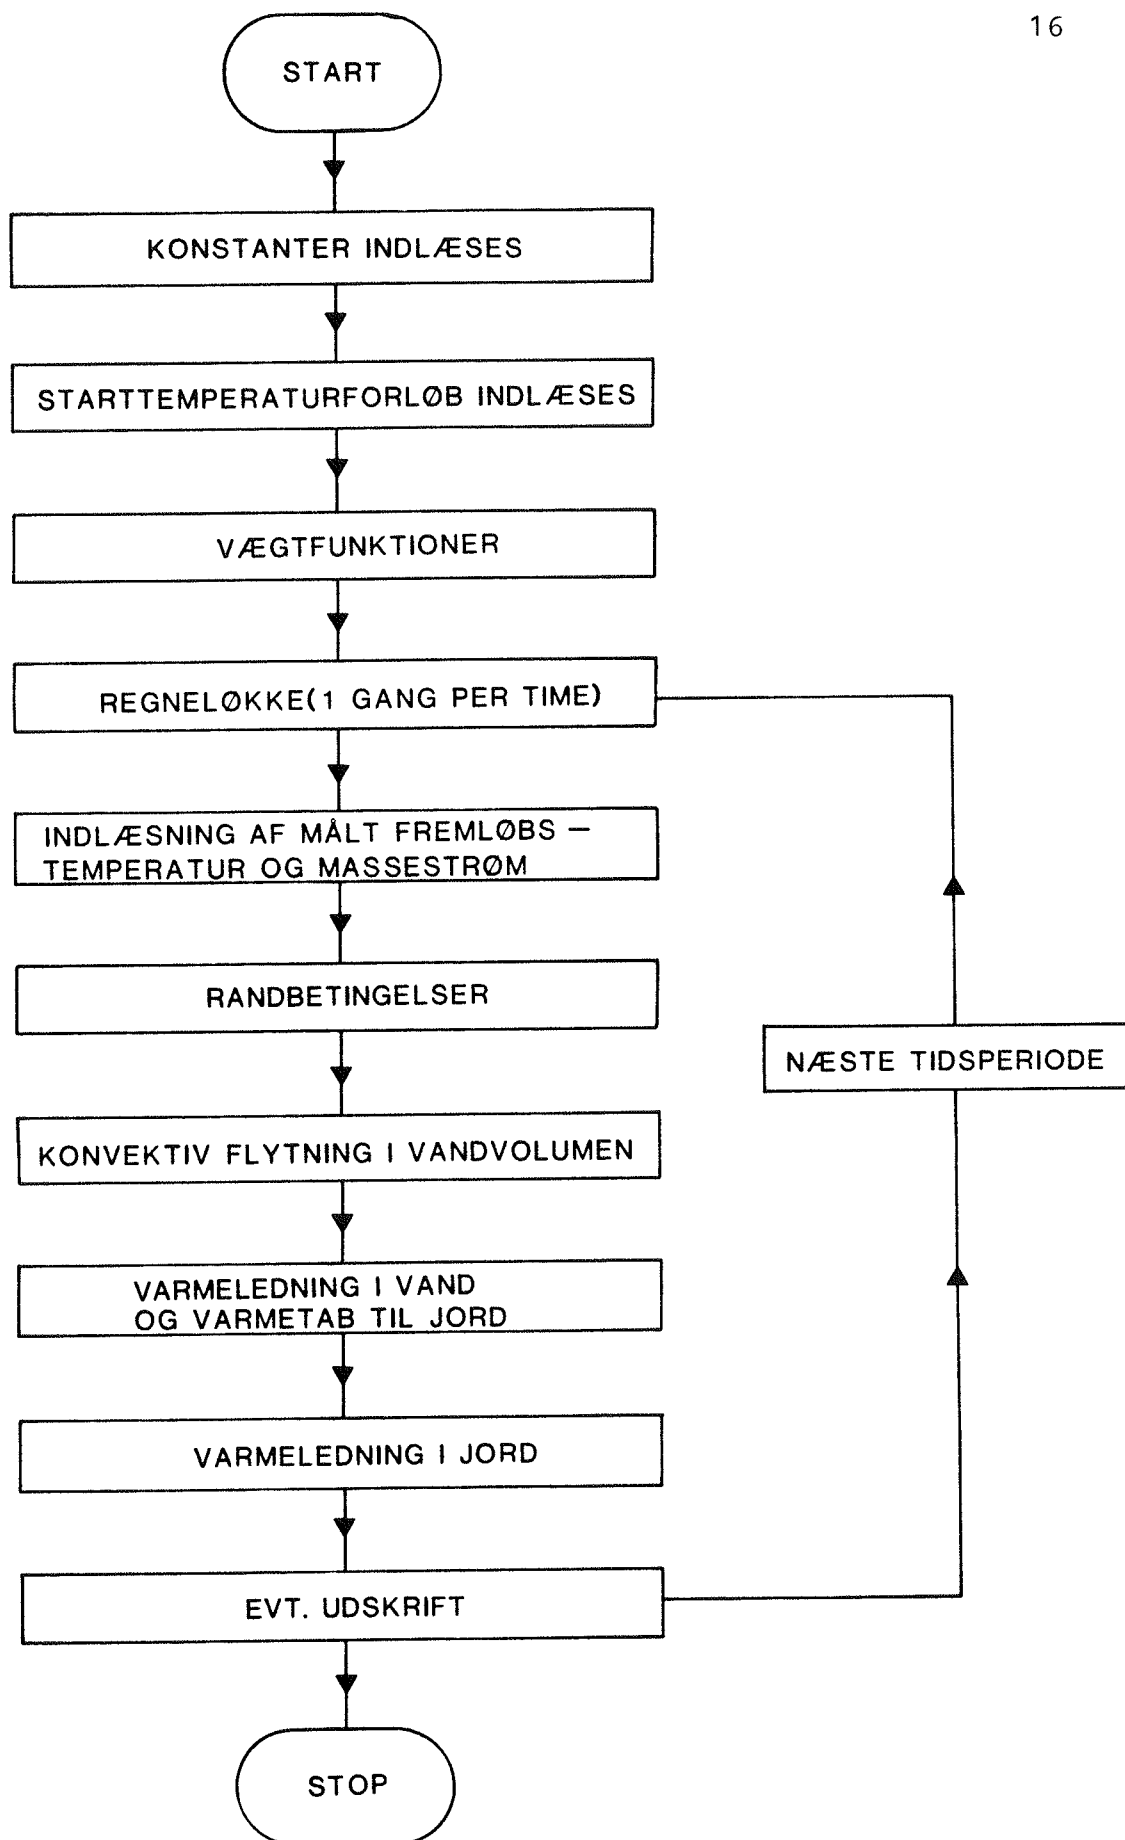 16
START
KONSTANTER INDLÆSES
STARTTEMPERATURFORLØB INDLÆSES
VÆGTFUNKTIONER
REGNELØKKE(1 GANG PER TIME)
INDLÆSNING AF MÅLT FREMLØBS —
TEMPERATUR OG MASSESTRØM
RANDBETINGELSER
NÆSTE TIDSPERIODE
KONVEKTIV FLYTNING I VANDVOLUMEN
VARMELEDNING I VAND
OG VARMETAB TIL JORD
VARMELEDNING I JORD
EVT. UDSKRIFT
STOP